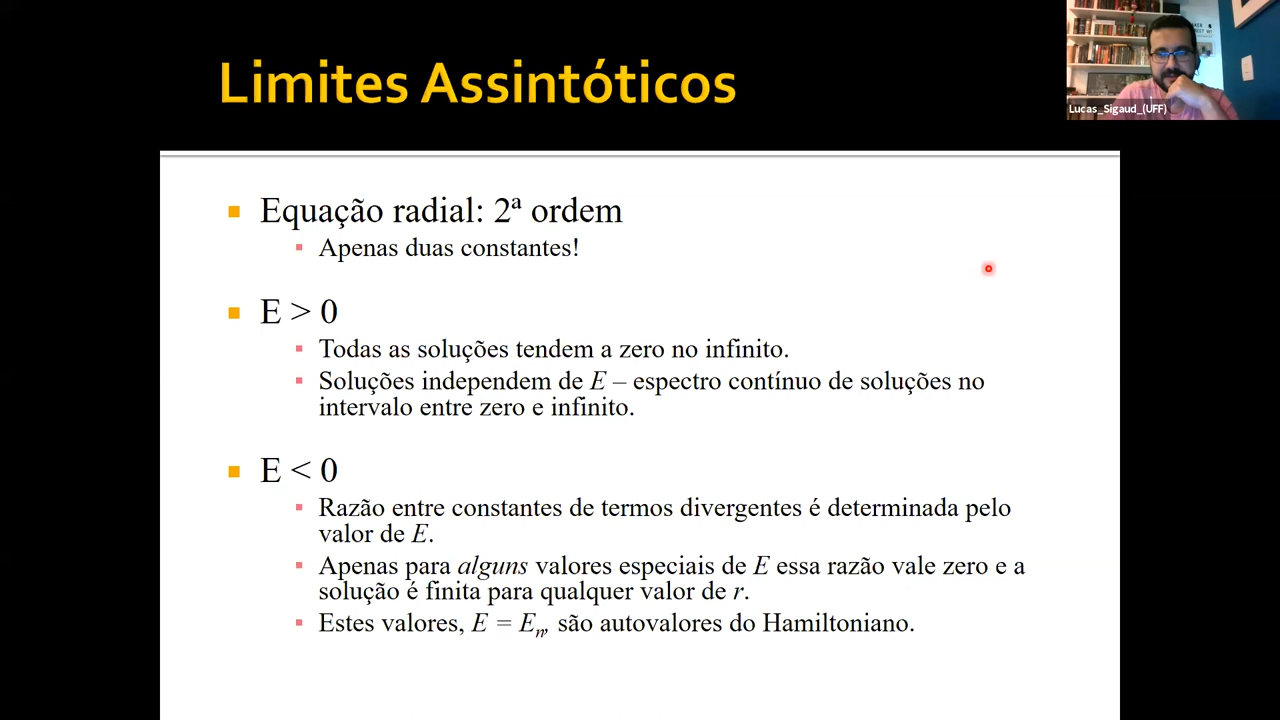 Limites Assintóticos
Lucas_Sigaud_(UFF)
Equação radial: 2ª ordem
Apenas duas constantes!
E > 0
Todas as soluções tendem a zero no infinito.
Soluções independem de E – espectro contínuo de soluções no
intervalo entre zero e infinito.
E < 0
Razão entre constantes de termos divergentes é determinada pelo
valor de E.
Apenas para alguns valores especiais de E essa razão vale zero e a
solução é finita para qualquer valor de r.
Estes valores, E = Eₙ, são autovalores do Hamiltoniano.